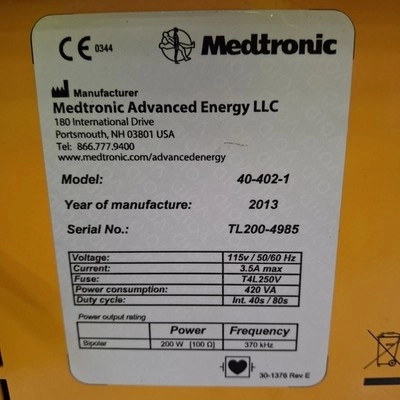 CE 0344 Medtronic
Manufacturer
Medtronic Advanced Energy LLC
180 International Drive
Portsmouth, NH 03801 USA
Tel: 866.777.9400
www.medtronic.com/advancedenergy
Model: 40-402-1
Year of manufacture: 2013
Serial No.: TL200-4985
Voltage: 115v / 50/60 Hz
Current: 3.5A max
Fuse: T4L250V
Power consumption: 420 VA
Duty cycle: Int. 40s / 80s
Power output rating
Power Frequency
Bipolar 200 W [100 Ω] 370 kHz
30-1376 Rev E